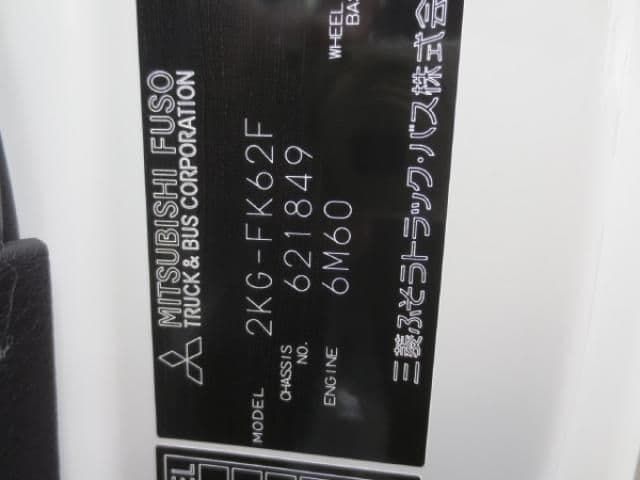 MITSUBISHI FUSO
TRUCK & BUS CORPORATION
MODEL 2KG-FK62F
CHASSIS NO. 621849
ENGINE 6M60
WHEEL
三菱ふそうトラック・バス株式会